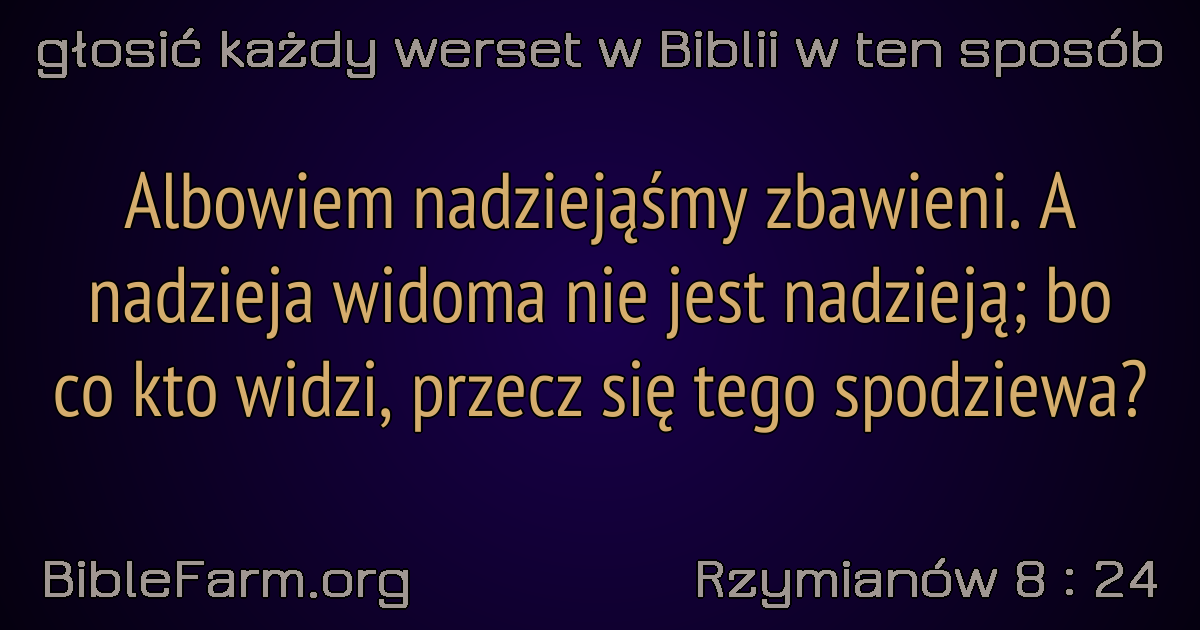 głosić każdy werset w Biblii w ten sposób
Albowiem nadziejąśmy zbawieni. A
nadzieja widoma nie jest nadzieją; bo
co kto widzi, przecz się tego spodziewa?
BibleFarm.org
Rzymianów 8 : 24